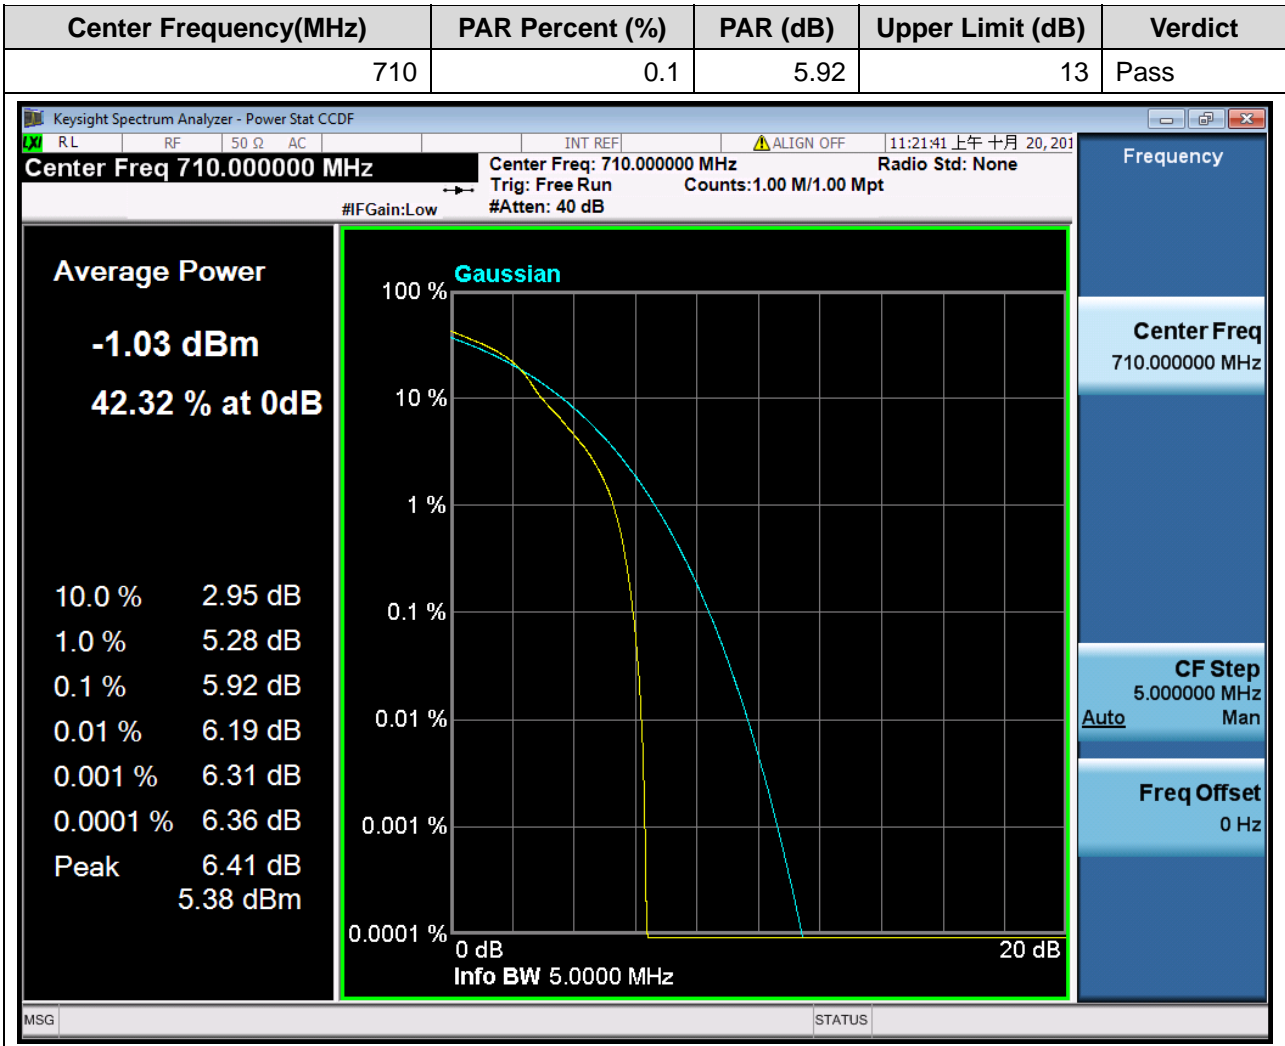 Center Frequency(MHz) PAR Percent (%) PAR (dB) Upper Limit (dB) Verdict
710 0.1 5.92 13 Pass
Keysight Spectrum Analyzer - Power Stat CCDF
LXI RL RF 50 Ω AC INT REF ALIGN OFF 11:21:41 上午 十月 20, 201
Center Freq 710.000000 MHz
Center Freq: 710.000000 MHz Radio Std: None
Trig: Free Run Counts:1.00 M/1.00 Mpt
#IFGain:Low #Atten: 40 dB
Frequency
Average Power
-1.03 dBm
42.32 % at 0dB
10.0 % 2.95 dB
1.0 % 5.28 dB
0.1 % 5.92 dB
0.01 % 6.19 dB
0.001 % 6.31 dB
0.0001 % 6.36 dB
Peak 6.41 dB
5.38 dBm
Gaussian
100 %
10 %
1 %
0.1 %
0.01 %
0.001 %
0.0001 %
0 dB 20 dB
Info BW 5.0000 MHz
Center Freq
710.000000 MHz
CF Step
5.000000 MHz
Auto Man
Freq Offset
0 Hz
MSG STATUS